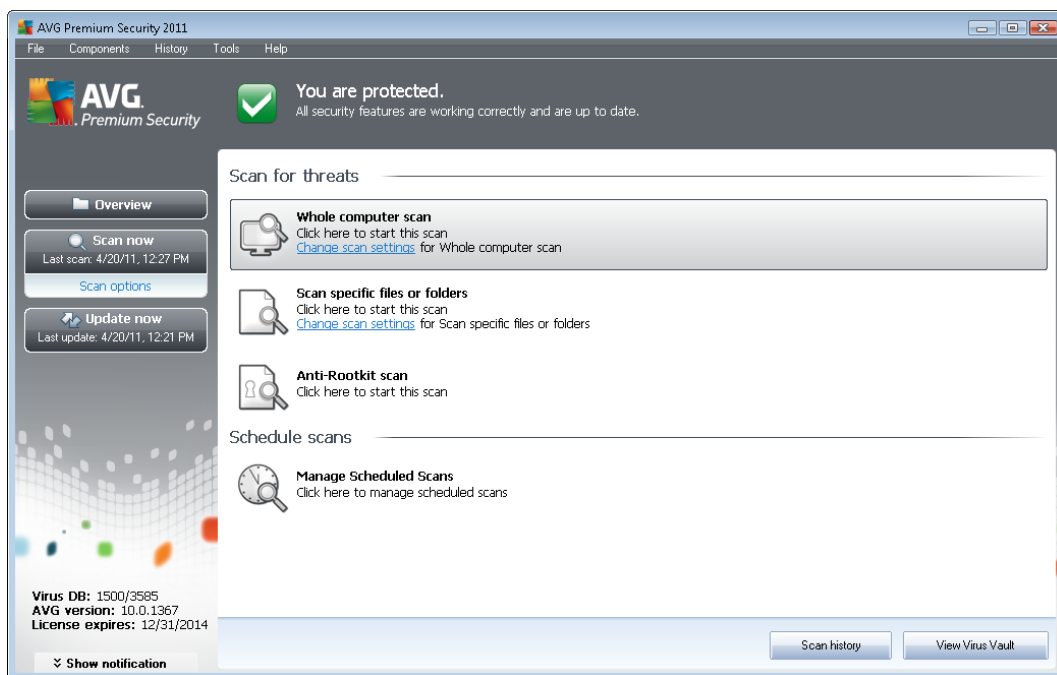 AVG Premium Security 2011
File Components History Tools Help
AVG.
Premium Security
You are protected.
All security features are working correctly and are up to date.
Overview
Scan now
Last scan: 4/20/11, 12:27 PM
Scan options
Update now
Last update: 4/20/11, 12:21 PM
Scan for threats
Whole computer scan
Click here to start this scan
Change scan settings for Whole computer scan
Scan specific files or folders
Click here to start this scan
Change scan settings for Scan specific files or folders
Anti-Rootkit scan
Click here to start this scan
Schedule scans
Manage Scheduled Scans
Click here to manage scheduled scans
Virus DB: 1500/3585
AVG version: 10.0.1367
License expires: 12/31/2014
Show notification
Scan history
View Virus Vault